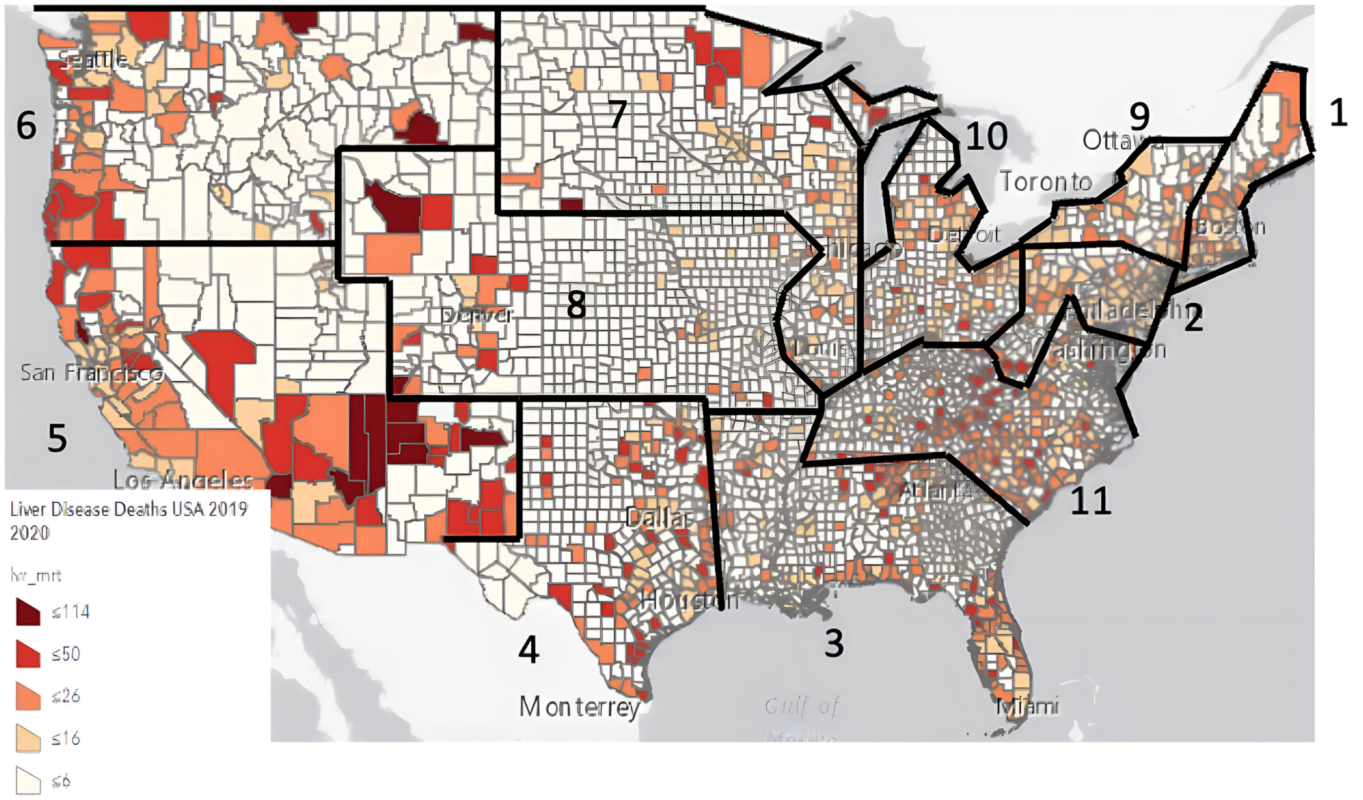 Seattle
7
6
9
Ottawa
1
10
Toronto
Boston
Detroit
Chicago
8
Denver
Philadelphia
2
Washington
San Francisco
5
Los Angeles
Atlanta
11
Dallas
Liver Disease Deaths USA 2019
2020
lvr_mrt
≤114
≤50
≤26
≤16
≤6
Houston
4
3
Monterrey
Gulf of
Miami